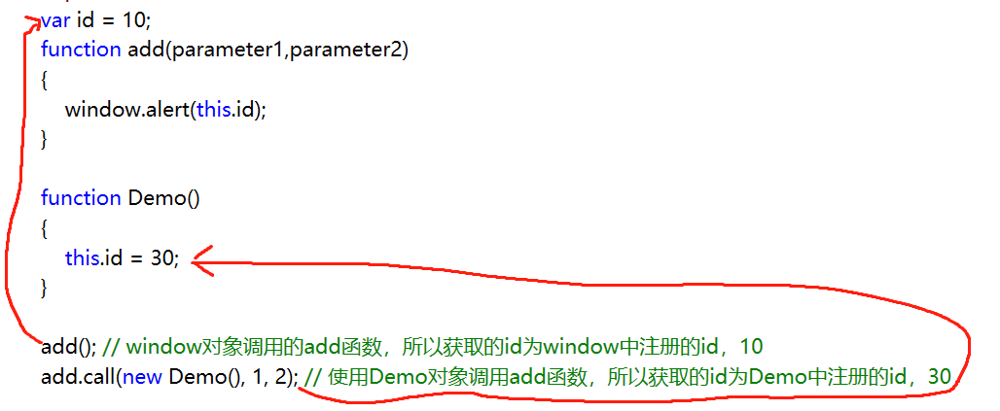 var id = 10;
function add(parameter1,parameter2)
{
window.alert(this.id);
}
function Demo()
{
this.id = 30;
}
add(); // window对象调用的add函数，所以获取的id为window中注册的id，10
add.call(new Demo(), 1, 2); // 使用Demo对象调用add函数，所以获取的id为Demo中注册的id，30